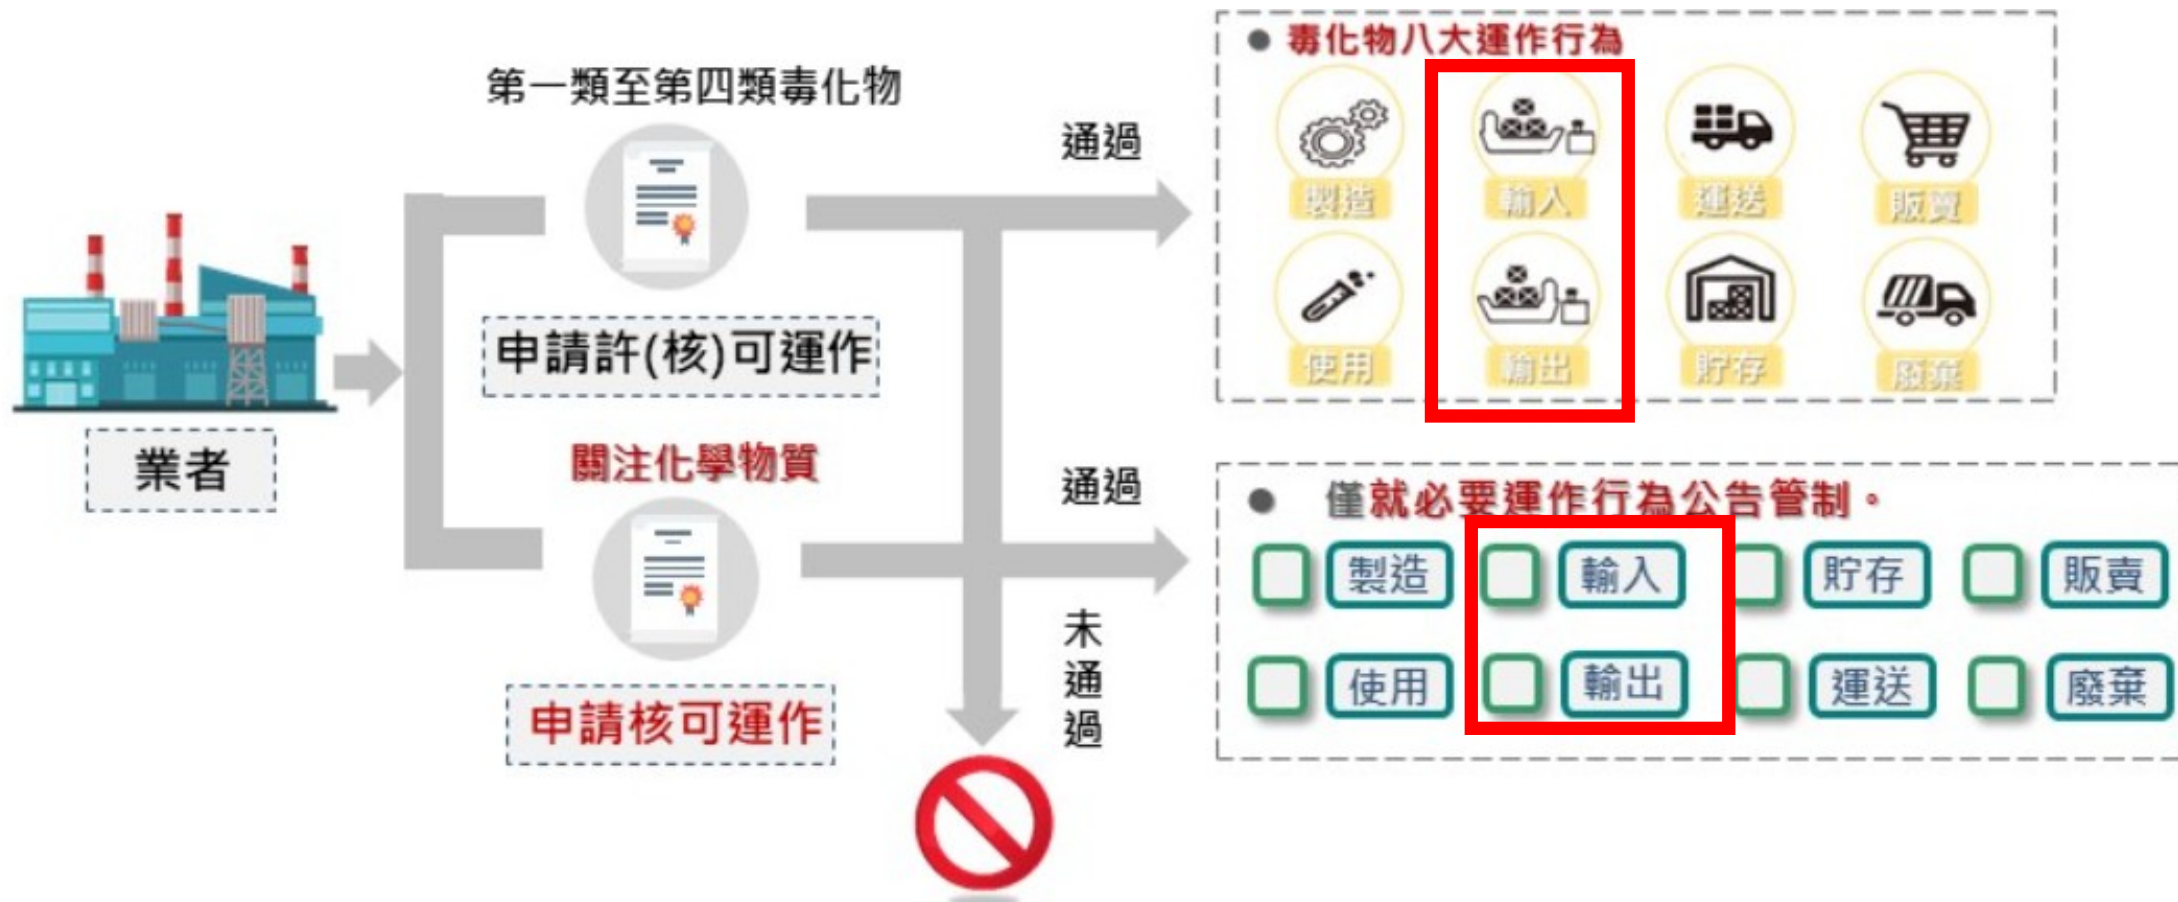 業者
第一類至第四類毒化物
申請許(核)可運作
關注化學物質
申請核可運作
通過
通過
未通過
● 毒化物八大運作行為
製造 輸入 運送 販賣
使用 輸出 貯存 廢棄
● 僅就必要運作行為公告管制。
製造 輸入 貯存 販賣
使用 輸出 運送 廢棄